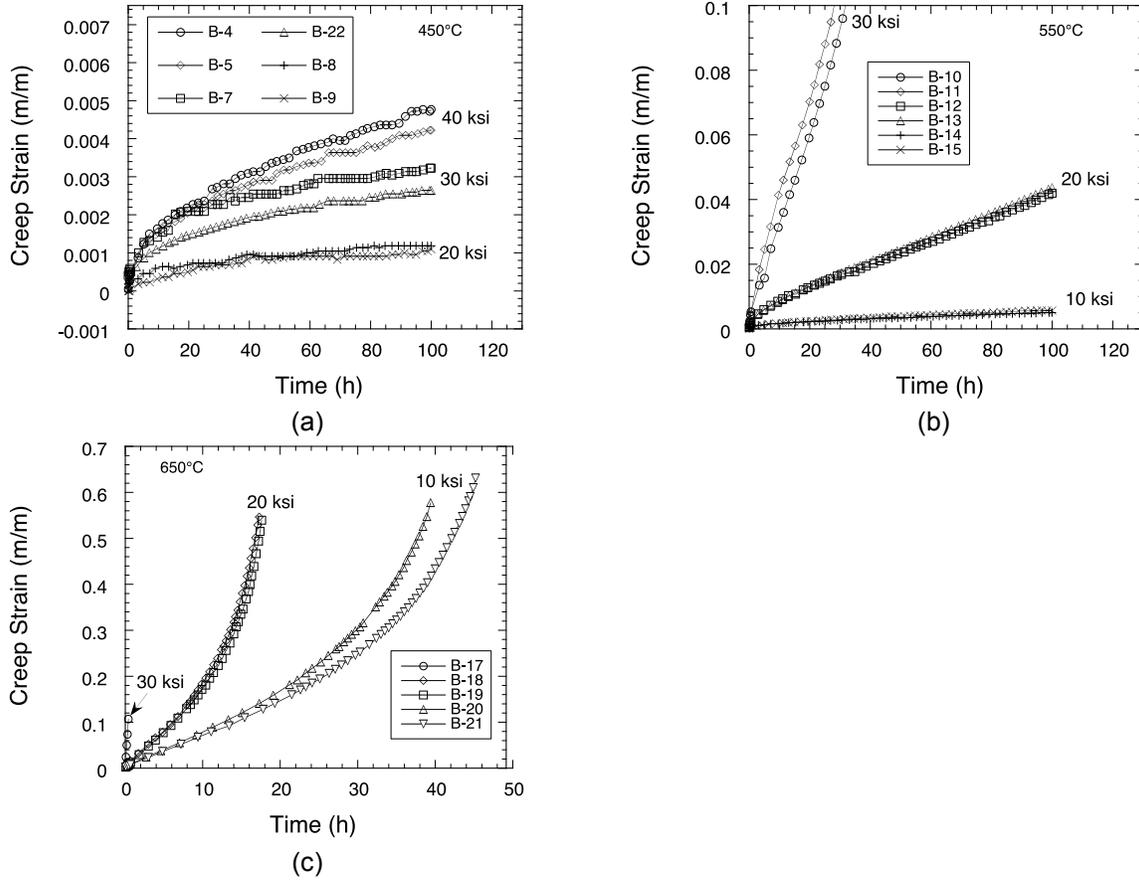 0.007
0.006
0.005
0.004
0.003
0.002
0.001
0
-0.001
Creep Strain (m/m)
B-4 B-22
B-5 B-8
B-7 B-9
450°C
40 ksi
30 ksi
20 ksi
0 20 40 60 80 100 120
Time (h)
(a)
0.1
0.08
0.06
0.04
0.02
0
Creep Strain (m/m)
30 ksi
550°C
B-10
B-11
B-12
B-13
B-14
B-15
20 ksi
10 ksi
0 20 40 60 80 100 120
Time (h)
(b)
0.7
0.6
0.5
0.4
0.3
0.2
0.1
0
Creep Strain (m/m)
650°C
20 ksi
10 ksi
30 ksi
B-17
B-18
B-19
B-20
B-21
0 10 20 30 40 50
Time (h)
(c)